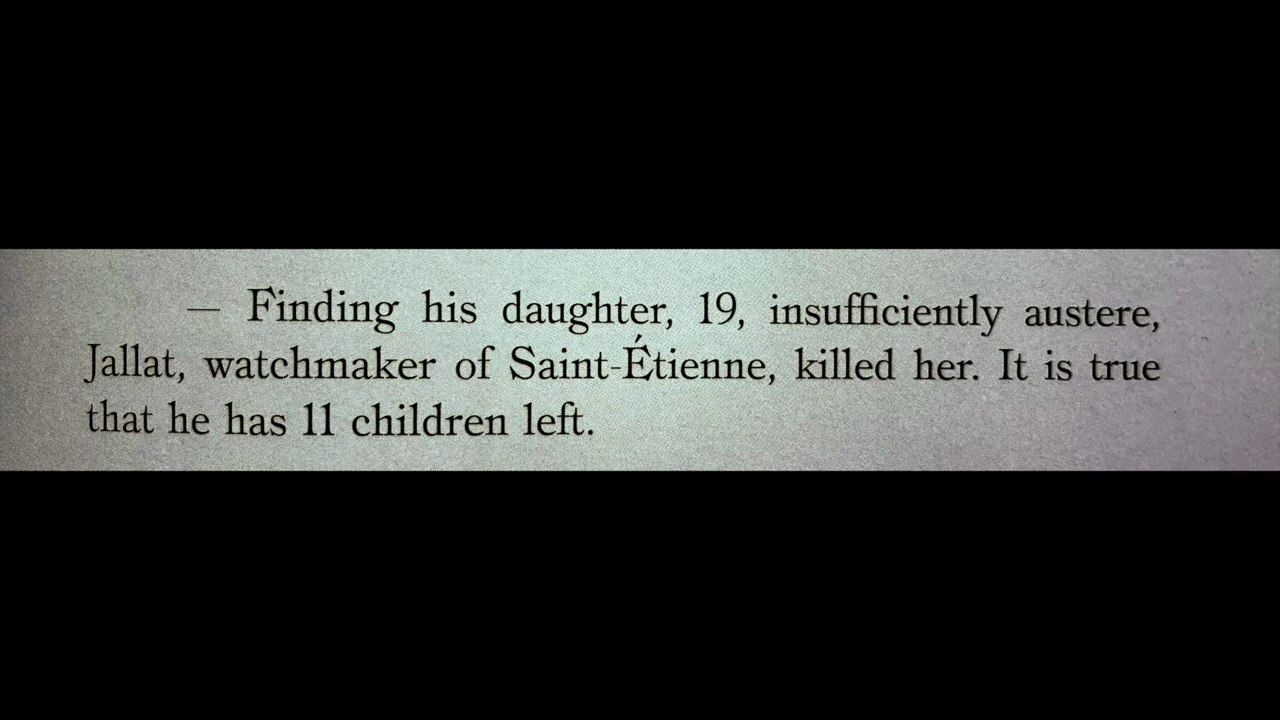 — Finding his daughter, 19, insufficiently austere,
Jallat, watchmaker of Saint-Étienne, killed her. It is true
that he has 11 children left.